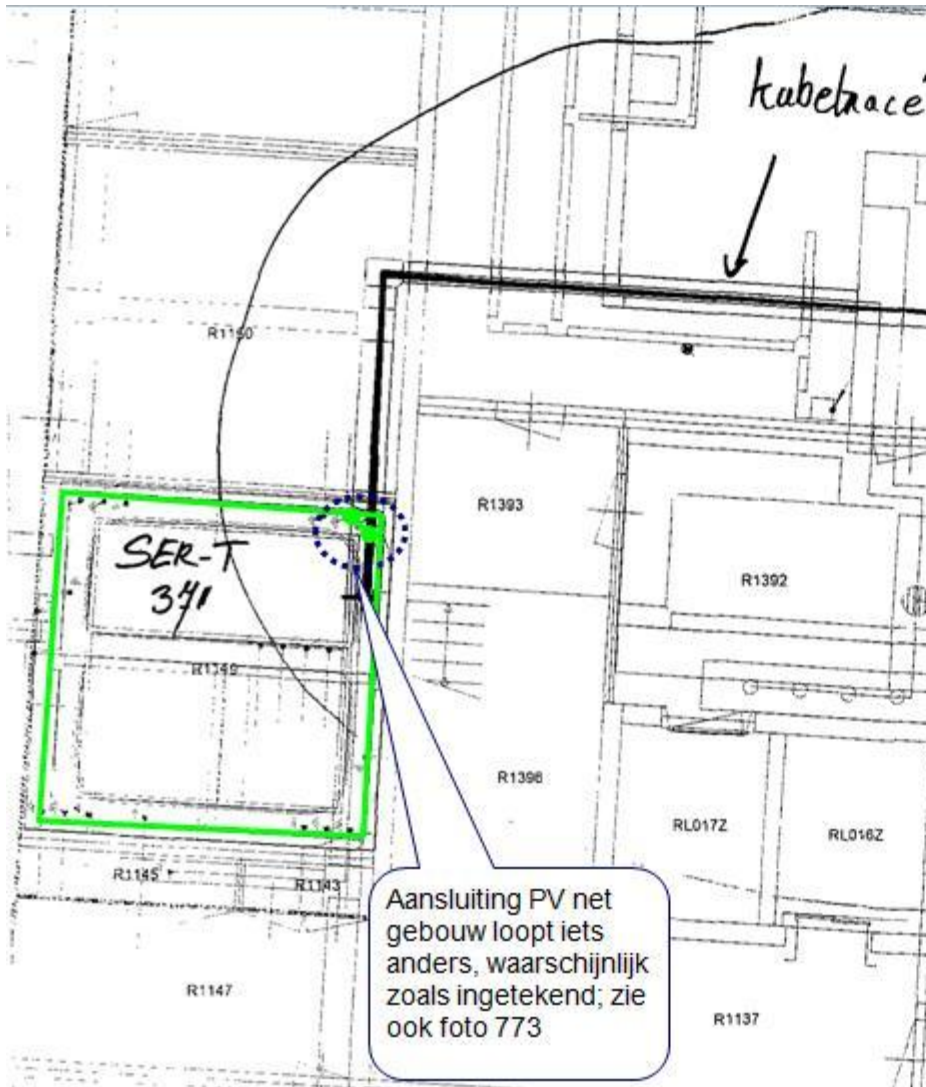 kabeltracé
R1150
R1393
SER-T
R1392
R1149
R1396
RL017Z
RL016Z
R1145
R1143
Aansluiting PV net
gebouw loopt iets
anders, waarschijnlijk
zoals ingetekend; zie
ook foto 773
R1147
R1137